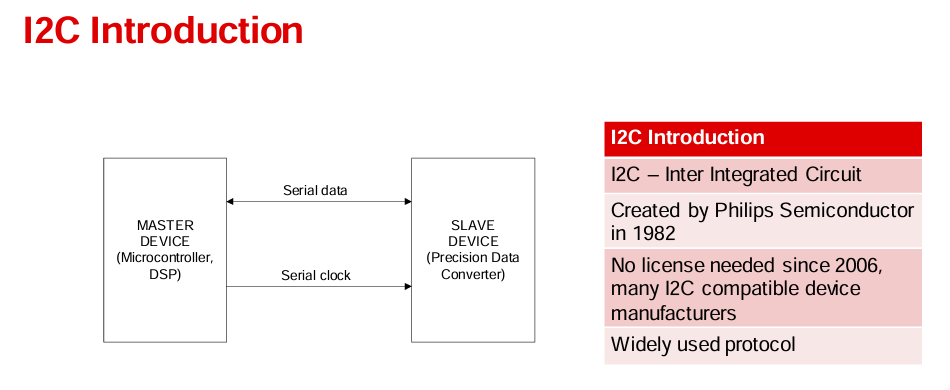 I2C Introduction
Serial data
MASTER
DEVICE
(Microcontroller,
DSP)
SLAVE
DEVICE
(Precision Data
Converter)
Serial clock
I2C Introduction
I2C – Inter Integrated Circuit
Created by Philips Semiconductor
in 1982
No license needed since 2006,
many I2C compatible device
manufacturers
Widely used protocol